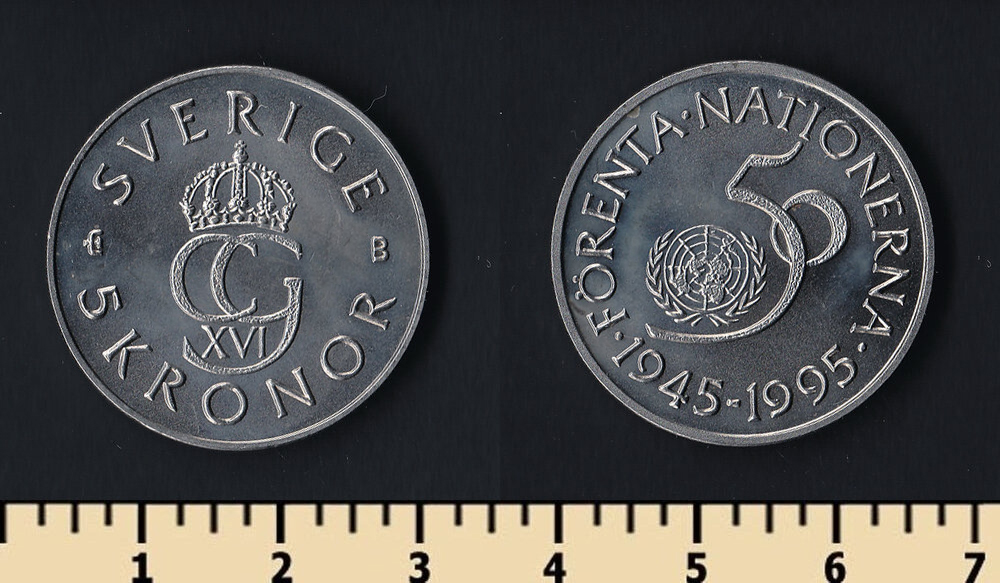 SVERIGE
B
5 KRONOR
CG
XVI
FÖRENTA·NATIONERNA·
50
·1945-1995·
1 2 3 4 5 6 7